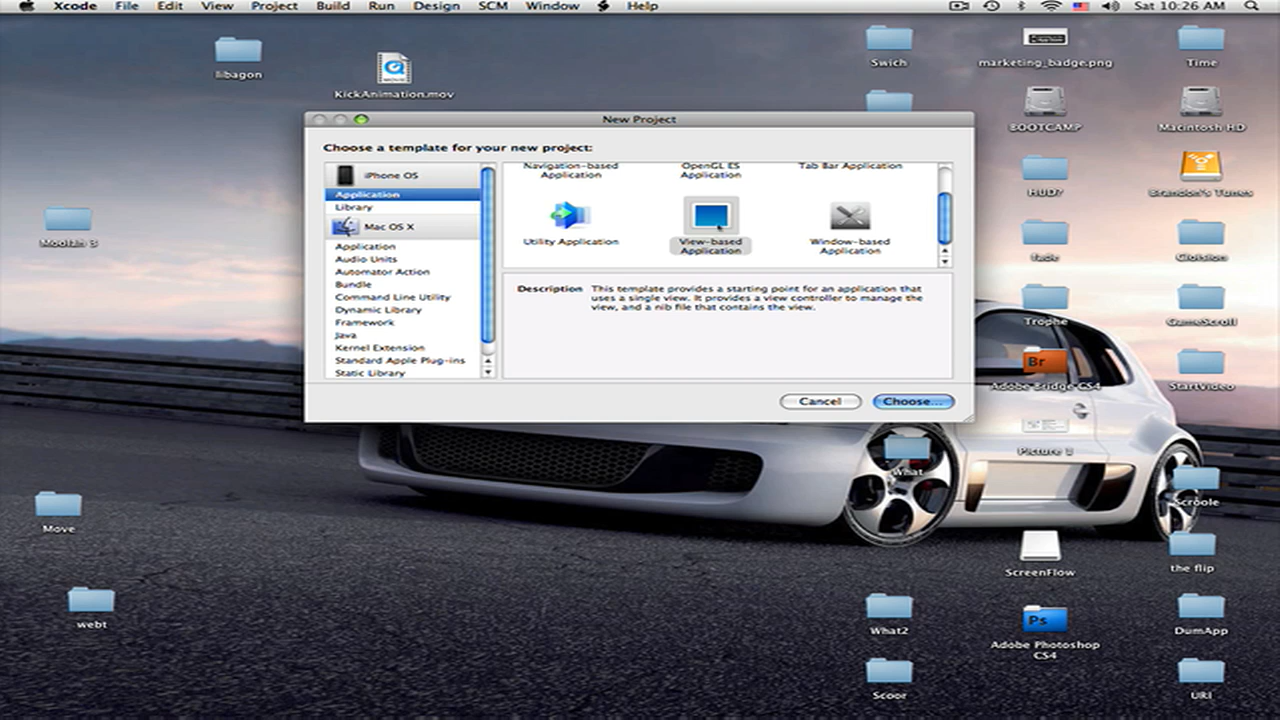 Xcode File Edit View Project Build Run Design SCM Window Help Sat 10:26 AM
libagon
KickAnimation.mov
Swich
marketing_badge.png
Time
BOOTCAMP
Macintosh HD
New Project
Choose a template for your new project:
iPhone OS
Application
Library
Mac OS X
Application
Audio Units
Automator Action
Bundle
Command Line Utility
Dynamic Library
Framework
Java
Kernel Extension
Standard Apple Plug-ins
Static Library
Navigation-based
Application
OpenGL ES
Application
Tab Bar Application
Utility Application
View-based
Application
Window-based
Application
Description This template provides a starting point for an application that
uses a single view. It provides a view controller to manage the
view, and a nib file that contains the view.
Cancel
Choose...
HUD?
Brandon's Tunes
Moolah 3
fade
Trophe
GameScroll
Br
Adobe Bridge CS4
StartVideo
Picture
What
Scroole
Move
ScreenFlow
the flip
webt
What2
Ps
Adobe Photoshop
CS4
DumApp
Scoor
URI